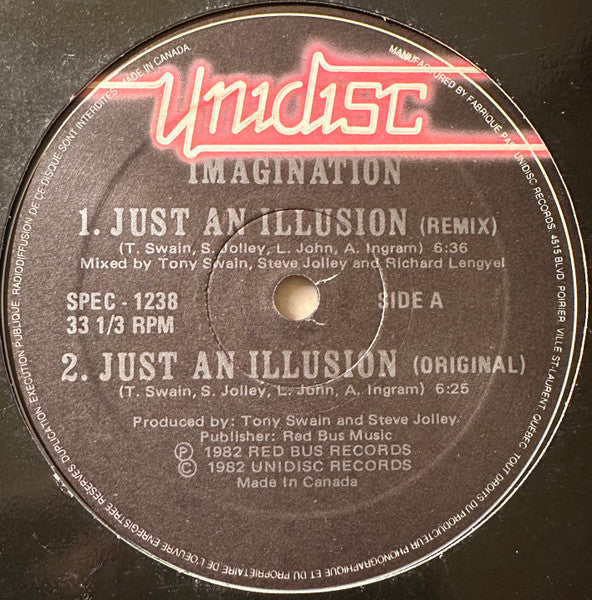 Unidisc
IMAGINATION
1. JUST AN ILLUSION (REMIX)
(T. Swain, S. Jolley, L. John, A. Ingram) 6:36
Mixed by Tony Swain, Steve Jolley and Richard Lengyel
SPEC - 1238
SIDE A
33 1/3 RPM
2. JUST AN ILLUSION (ORIGINAL)
(T. Swain, S. Jolley, L. John, A. Ingram) 6:25
Produced by: Tony Swain and Steve Jolley
Publisher: Red Bus Music
Ⓟ 1982 RED BUS RECORDS
© 1982 UNIDISC RECORDS
Made In Canada
MADE IN CANADA
MANUFACTURED BY FABRIQUE PAR UNIDISC RECORDS, 4515 BLVD. POIRIER, VILLE ST-LAURENT, QUEBEC, TOUT DROITS DU PRODUCTEUR PHONOGRAPHIQUE ET DU PROPRIÉTAIRE DE L'OEUVRE ENREGISTRÉE RÉSERVÉS DUPLICATION EXECUTION PUBLIQUE, RADIODIFFUSION DE CE DISQUE SONT INTERDITES